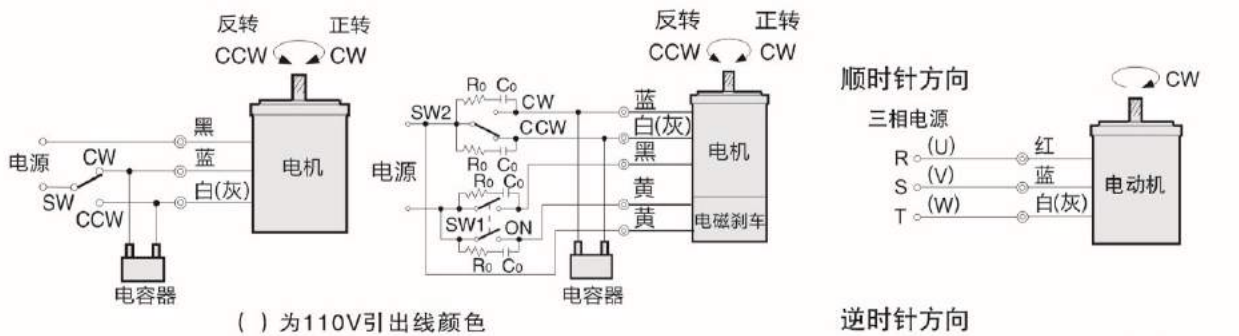 反转 正转
CCW CW
黑
电源
CW
蓝
电机
SW
白(灰)
CCW
电容器
反转 正转
CCW CW
R₀ C₀
CW
蓝
SW2
CCW
白(灰)
R₀ C₀
黑
电机
电源
R₀ C₀
黄
SW1
ON
黄
电磁刹车
R₀ C₀
电容器
( ) 为110V引出线颜色
顺时针方向
CW
三相电源
R (U) 红
S (V) 蓝
电动机
T (W) 白(灰)
逆时针方向